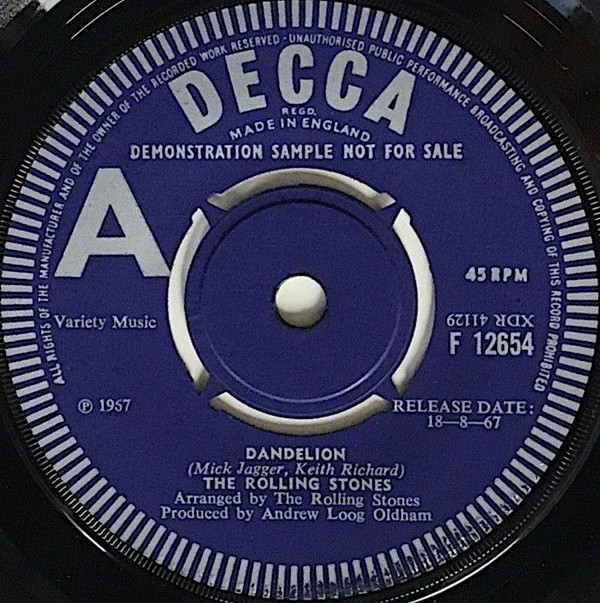 ALL RIGHTS OF THE MANUFACTURER AND OF THE OWNER OF THE RECORDED WORK RESERVED - UNAUTHORISED PUBLIC PERFORMANCE BROADCASTING AND COPYING OF THIS RECORD PROHIBITED
DECCA
REGD.
MADE IN ENGLAND
DEMONSTRATION SAMPLE NOT FOR SALE
A
45 RPM
Variety Music
XDR 41129
F 12654
℗ 1967
RELEASE DATE:
18—8—67
DANDELION
(Mick Jagger, Keith Richard)
THE ROLLING STONES
Arranged by The Rolling Stones
Produced by Andrew Loog Oldham